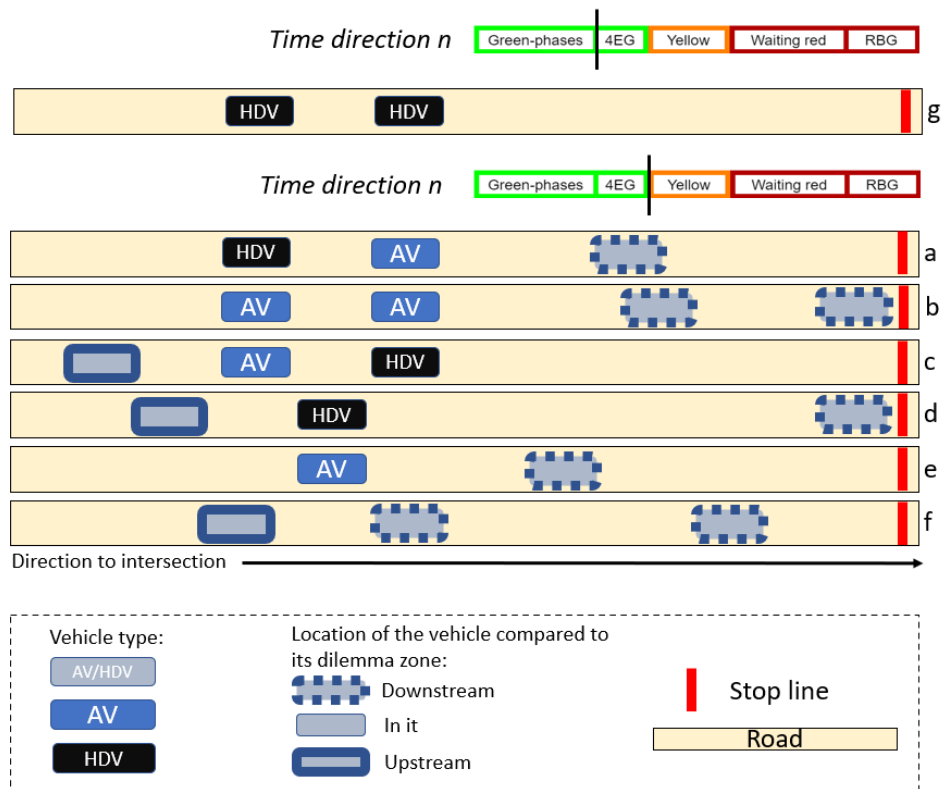 Time direction n
Green-phases 4EG Yellow Waiting red RBG
HDV HDV g
Time direction n
Green-phases 4EG Yellow Waiting red RBG
HDV AV a
AV AV b
AV HDV c
HDV d
AV e
f
Direction to intersection
Vehicle type:
AV/HDV
AV
HDV
Location of the vehicle compared to
its dilemma zone:
Downstream
In it
Upstream
Stop line
Road